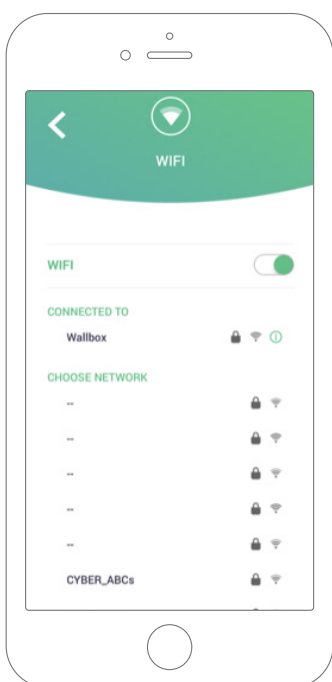 WIFI
WIFI
CONNECTED TO
Wallbox
CHOOSE NETWORK
--
--
--
--
--
CYBER_ABCs